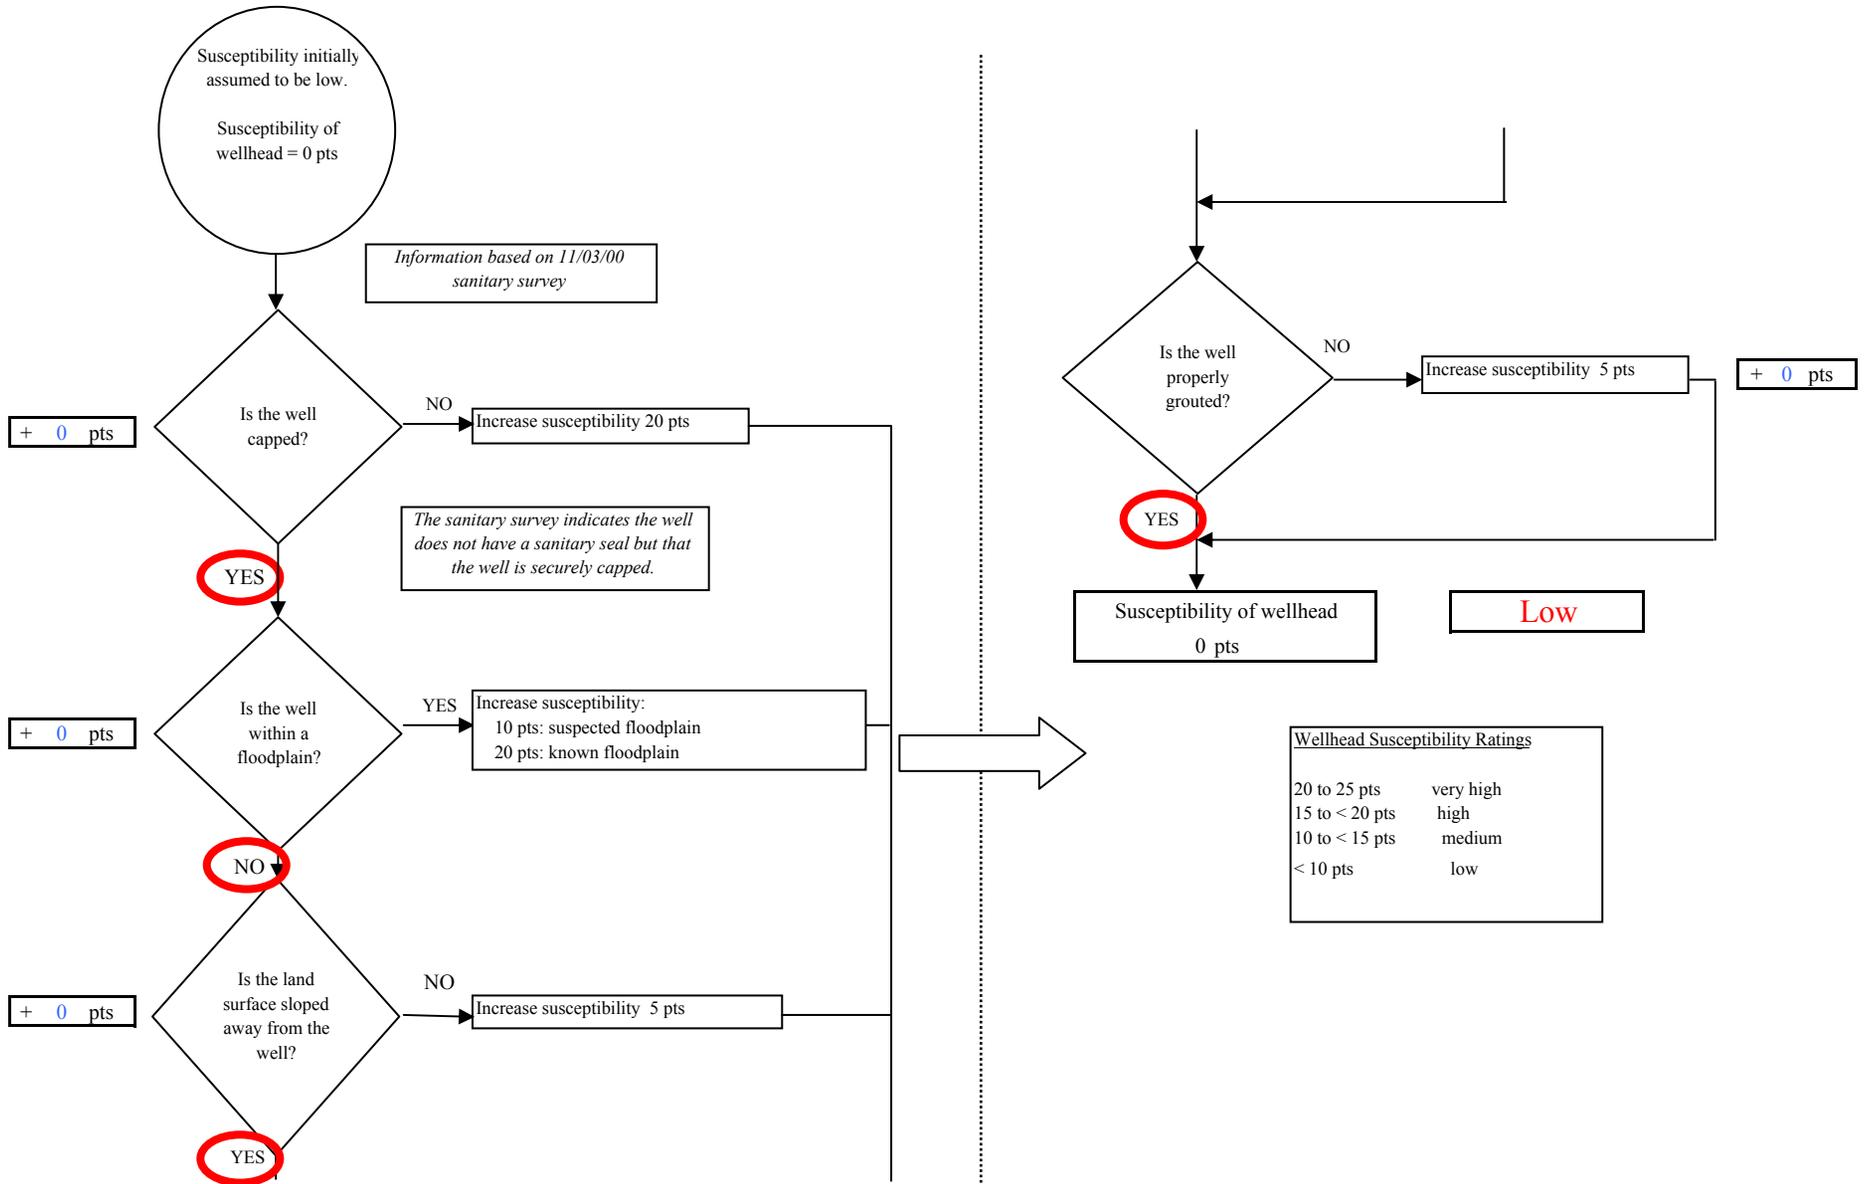 Susceptibility initially
assumed to be low.
Susceptibility of
wellhead = 0 pts
Information based on 11/03/00
sanitary survey
Is the well
capped?
NO
Increase susceptibility 20 pts
+ 0 pts
The sanitary survey indicates the well
does not have a sanitary seal but that
the well is securely capped.
YES
Is the well
within a
floodplain?
YES
Increase susceptibility:
10 pts: suspected floodplain
20 pts: known floodplain
+ 0 pts
NO
Is the land
surface sloped
away from the
well?
NO
Increase susceptibility 5 pts
+ 0 pts
YES
Is the well
properly
grouted?
NO
Increase susceptibility 5 pts
+ 0 pts
YES
Susceptibility of wellhead
0 pts
Low
Wellhead Susceptibility Ratings
20 to 25 pts very high
15 to < 20 pts high
10 to < 15 pts medium
< 10 pts low